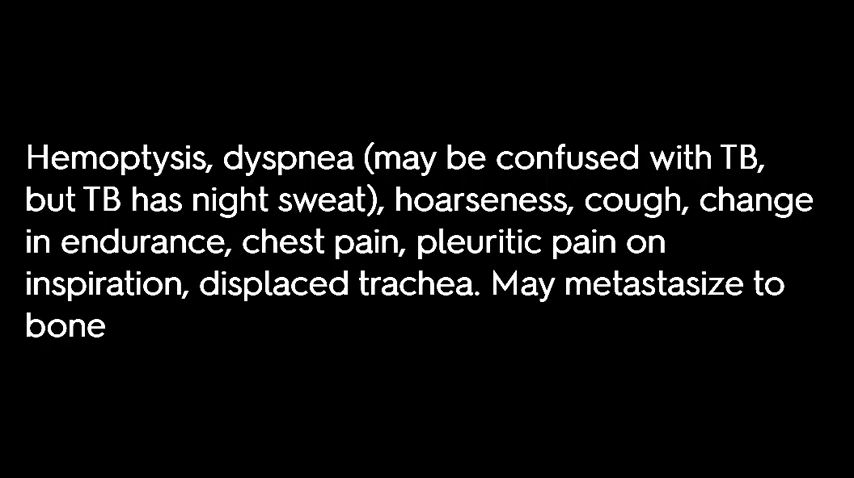 Hemoptysis, dyspnea (may be confused with TB,
but TB has night sweat), hoarseness, cough, change
in endurance, chest pain, pleuritic pain on
inspiration, displaced trachea. May metastasize to
bone